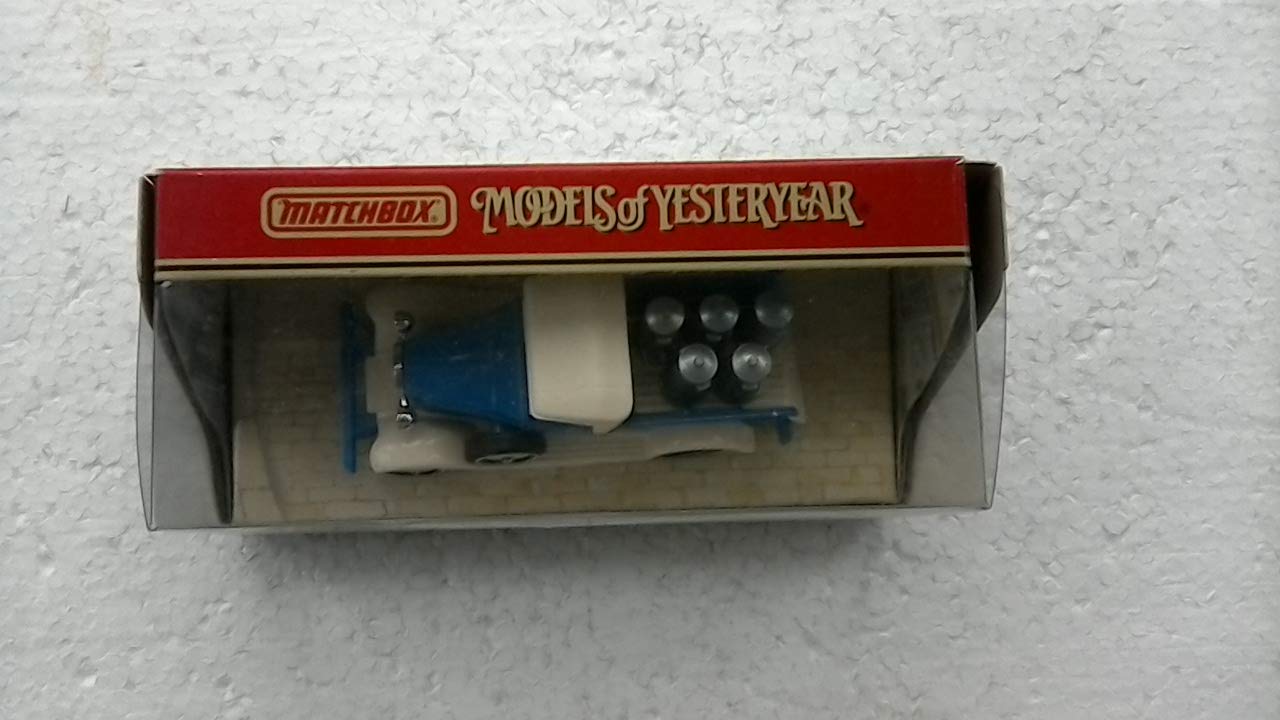 MATCHBOX MODELS of YESTERYEAR